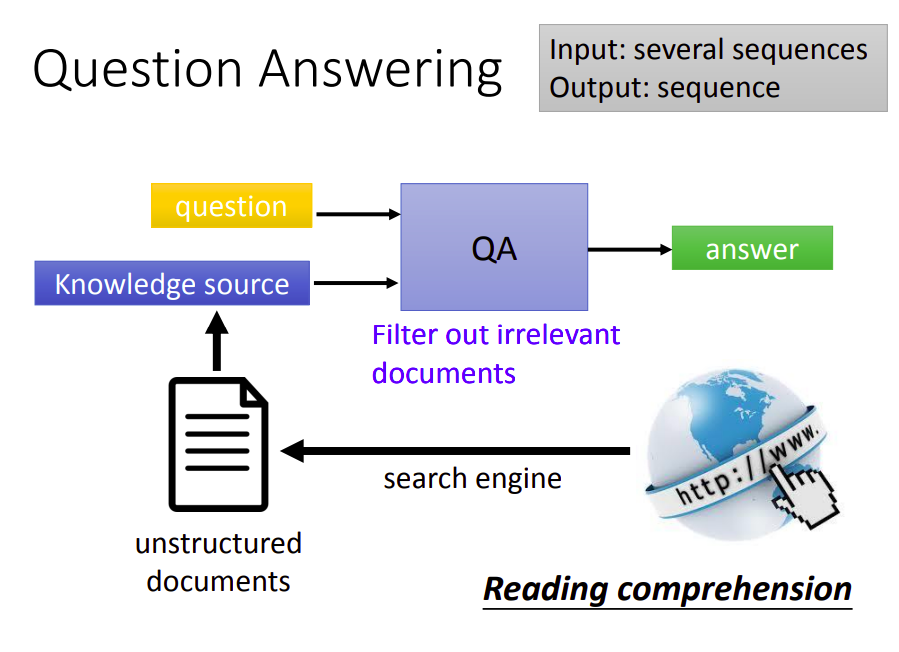 Question Answering
Input: several sequences
Output: sequence
question
QA
answer
Knowledge source
Filter out irrelevant
documents
http://www.
search engine
unstructured
documents
Reading comprehension